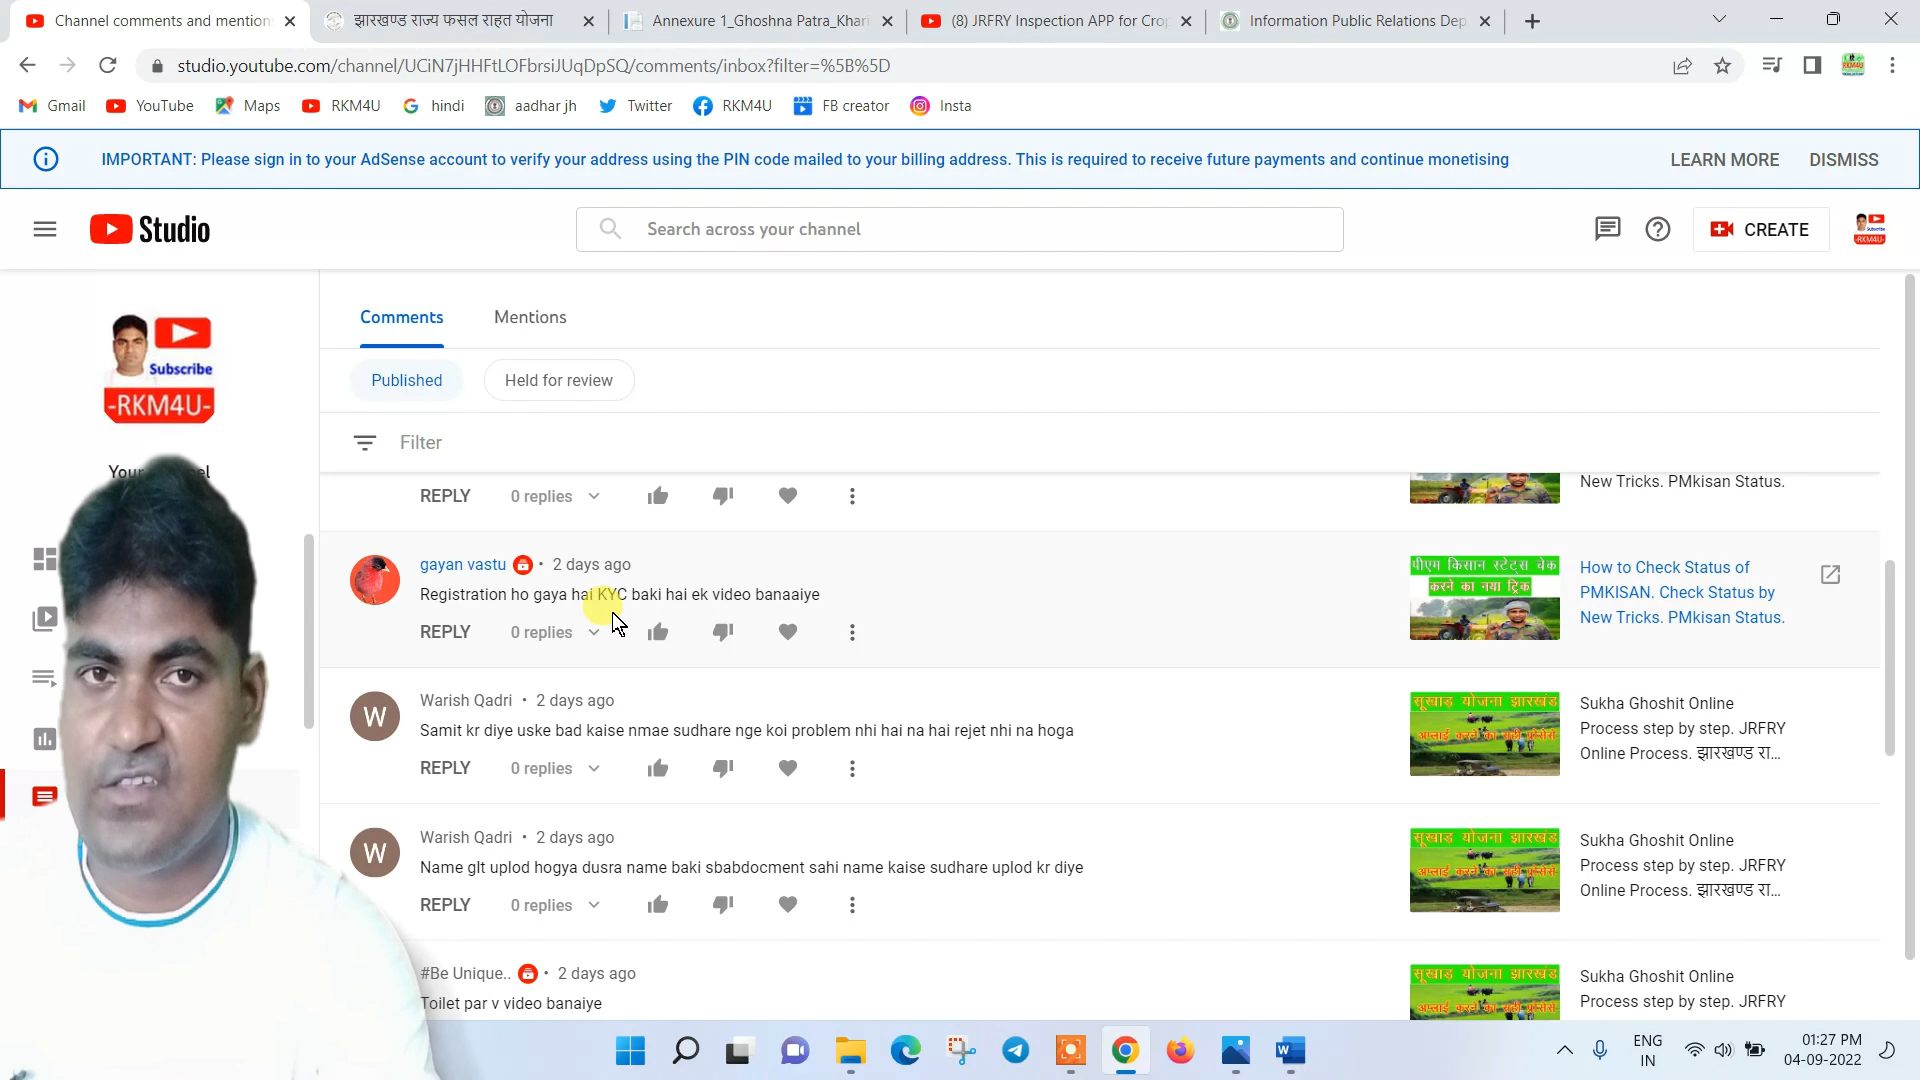 Channel comments and mention
झारखण्ड राज्य फसल राहत योजना
Annexure 1_Ghoshna Patra_Khari
(8) JRFRY Inspection APP for Crop
Information Public Relations Dep
studio.youtube.com/channel/UCiN7jHHFtLOFbrsiJUqDpSQ/comments/inbox?filter=%5B%5D
Gmail
YouTube
Maps
RKM4U
hindi
aadhar jh
Twitter
RKM4U
FB creator
Insta
IMPORTANT: Please sign in to your AdSense account to verify your address using the PIN code mailed to your billing address. This is required to receive future payments and continue monetising
LEARN MORE
DISMISS
Studio
Search across your channel
CREATE
Subscribe
-RKM4U-
Comments
Mentions
Published
Held for review
Filter
REPLY
0 replies
New Tricks. PMkisan Status.
gayan vastu • 2 days ago
Registration ho gaya hai KYC baki hai ek video banaaiye
REPLY
0 replies
पीएम किसान स्टेट्स चेक
करने का नया ट्रिक
How to Check Status of
PMKISAN. Check Status by
New Tricks. PMkisan Status.
Warish Qadri • 2 days ago
Samit kr diye uske bad kaise nmae sudhare nge koi problem nhi hai na hai rejet nhi na hoga
REPLY
0 replies
सूखाड़ योजना झारखंड
अप्लाई करने का सही प्रोसेस
Sukha Ghoshit Online
Process step by step. JRFRY
Online Process. झारखण्ड रा...
W
Warish Qadri • 2 days ago
Name glt uplod hogya dusra name baki sbabdocment sahi name kaise sudhare uplod kr diye
REPLY
0 replies
सूखाड़ योजना झारखंड
अप्लाई करने का सही प्रोसेस
Sukha Ghoshit Online
Process step by step. JRFRY
Online Process. झारखण्ड रा...
W
#Be Unique.. • 2 days ago
Toilet par v video banaiye
सूखाड़ योजना झारखंड
अप्लाई करने का सही प्रोसेस
Sukha Ghoshit Online
Process step by step. JRFRY
ENG
IN
01:27 PM
04-09-2022